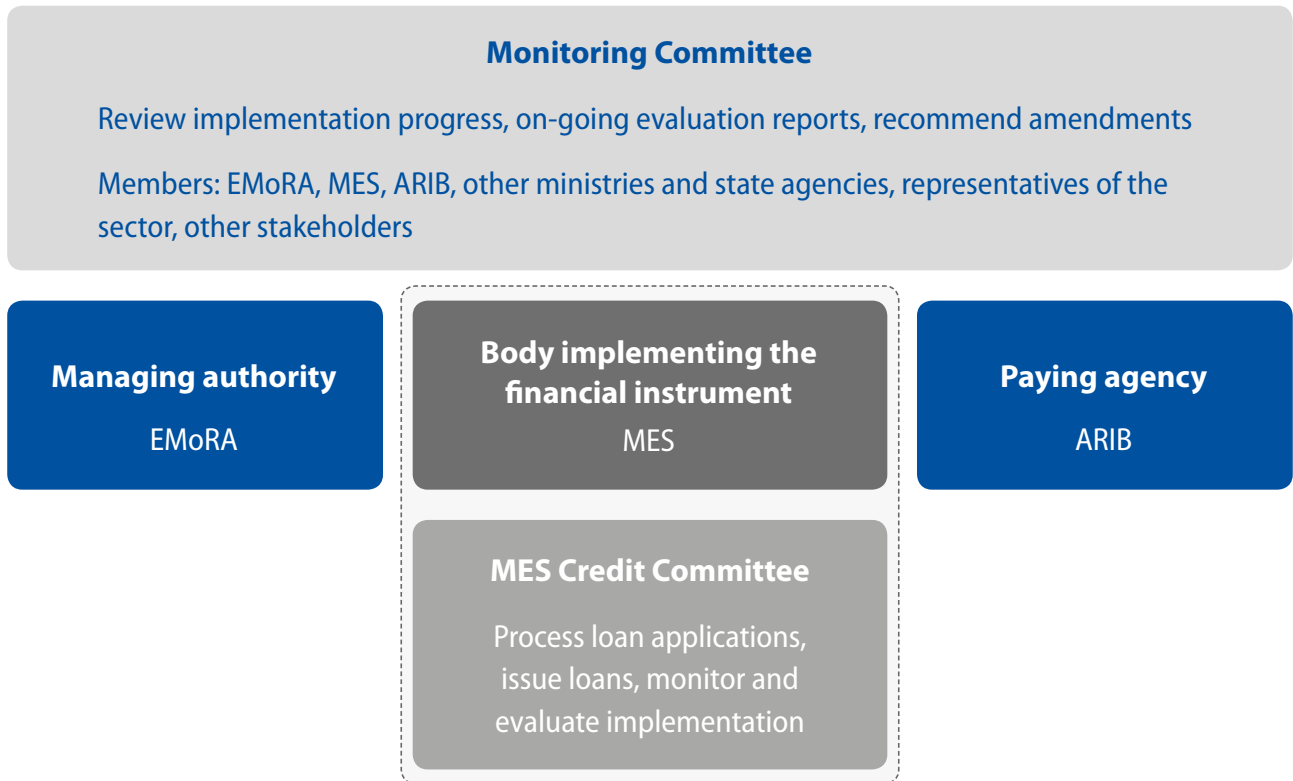 Monitoring Committee
Review implementation progress, on-going evaluation reports, recommend amendments
Members: EMoRA, MES, ARIB, other ministries and state agencies, representatives of the
sector, other stakeholders
Managing authority
EMoRA
Body implementing the
financial instrument
MES
Paying agency
ARIB
MES Credit Committee
Process loan applications,
issue loans, monitor and
evaluate implementation